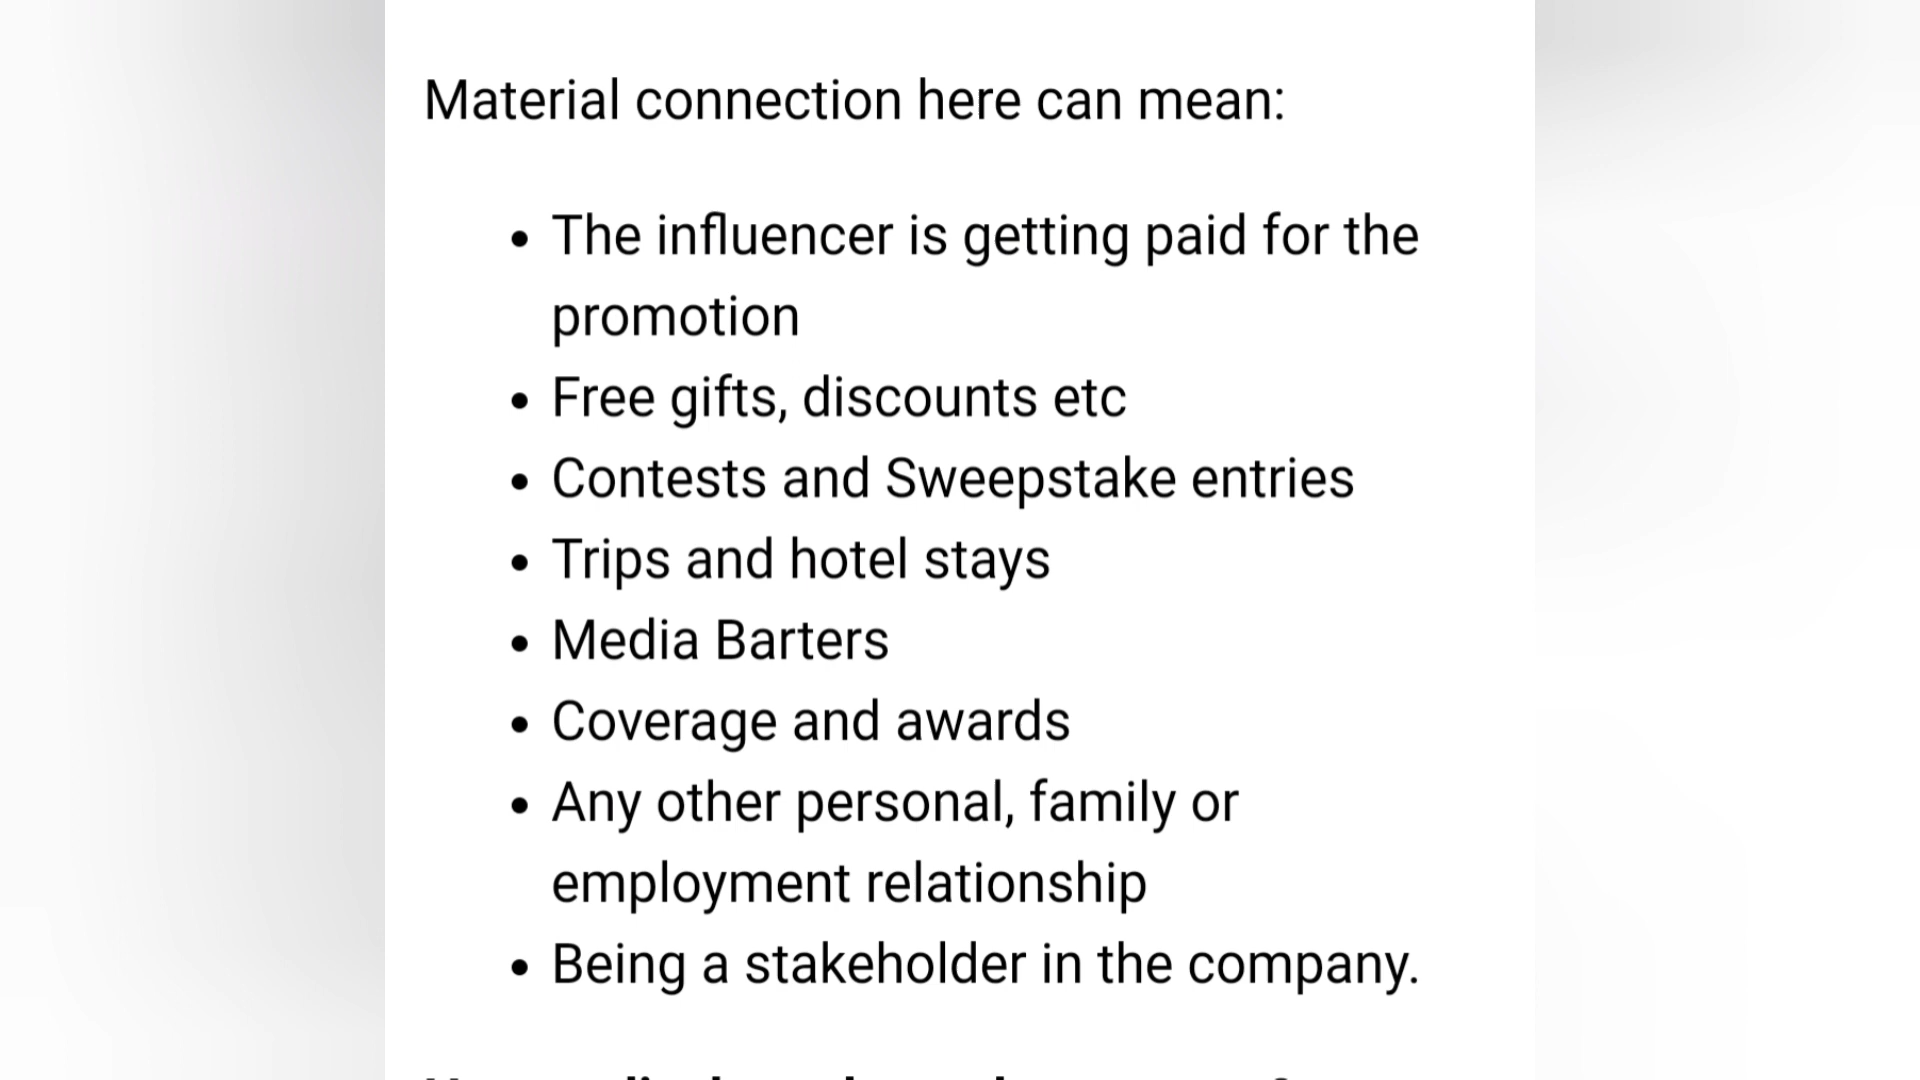 Material connection here can mean:
• The influencer is getting paid for the
promotion
• Free gifts, discounts etc
• Contests and Sweepstake entries
• Trips and hotel stays
• Media Barters
• Coverage and awards
• Any other personal, family or
employment relationship
• Being a stakeholder in the company.